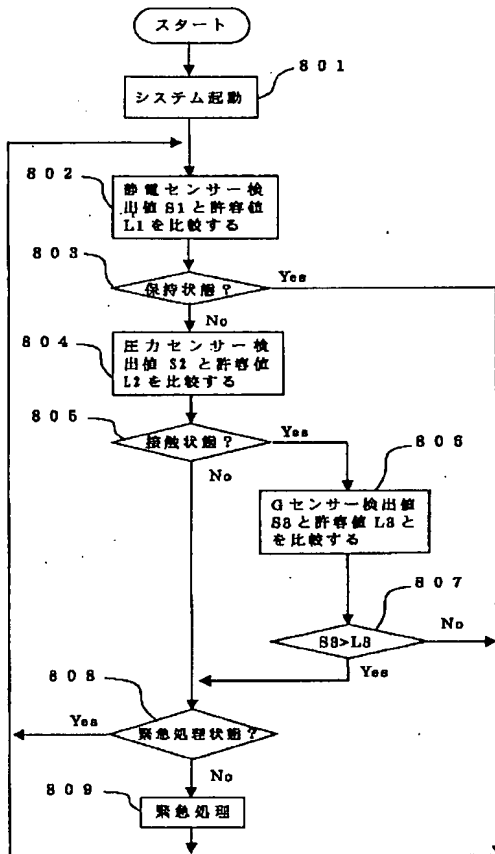 スタート
801
システム起動
802
静電センサー検
出値 S1 と許容値
L1 を比較する
803
保持状態?
Yes
No
804
圧力センサー検
出値 S2 と許容値
L2 を比較する
805
接触状態?
Yes
No
806
Gセンサー検出値
S3 と許容値 L3 と
を比較する
807
S3>L3
No
Yes
808
緊急処理状態?
Yes
No
809
緊急処理